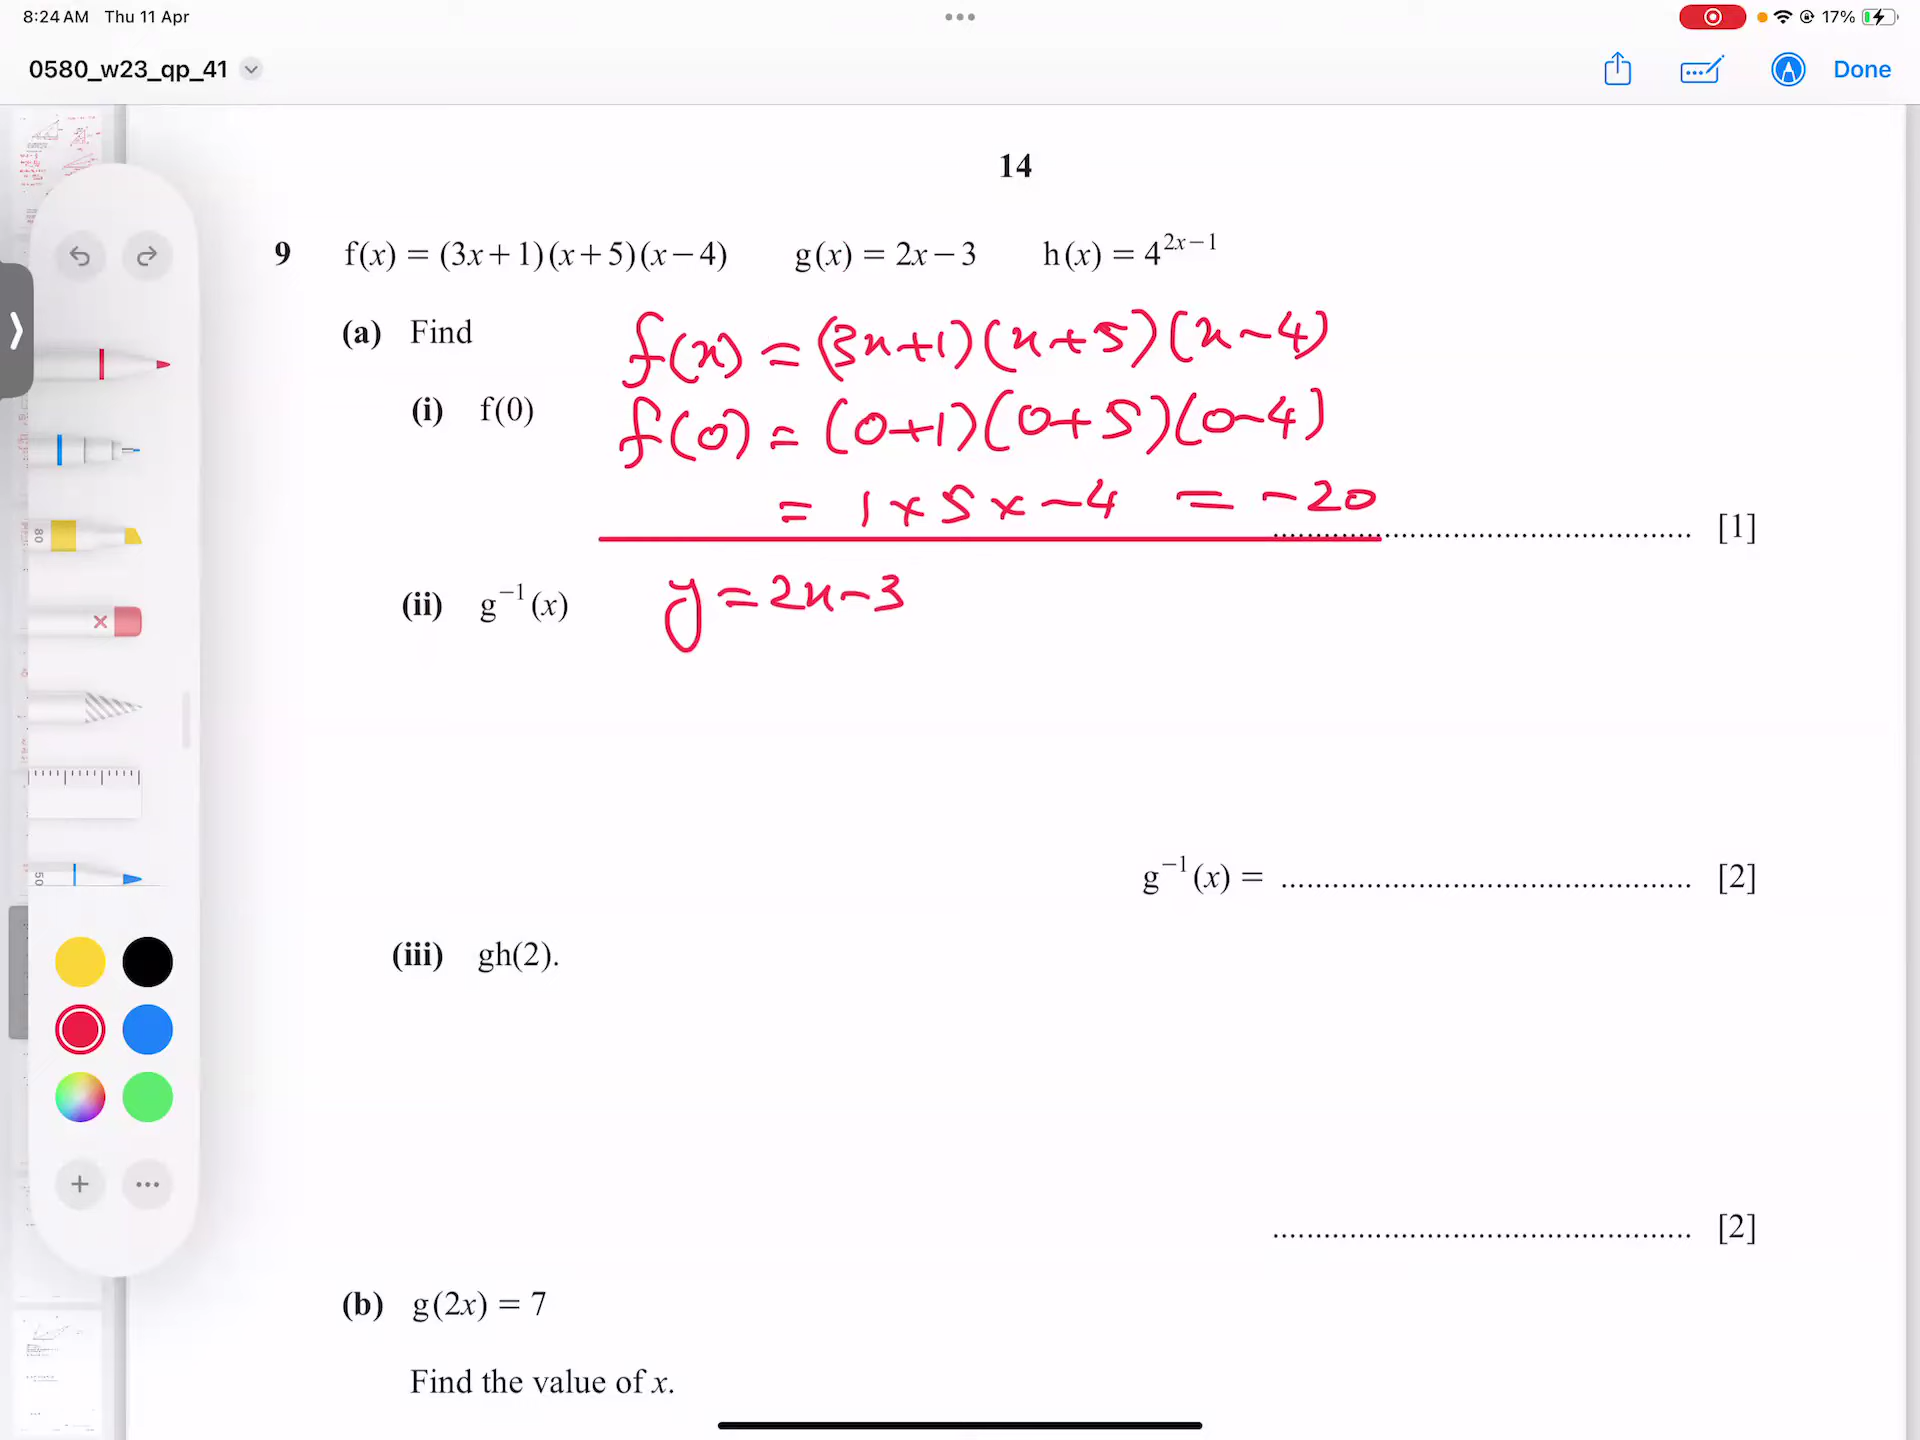 8:24 AM Thu 11 Apr
17%
0580_w23_qp_41
Done
14
9 f(x) = (3x+1)(x+5)(x−4) g(x) = 2x−3 h(x) = 4^{2x−1}
(a) Find
f(x) = (3x+1)(x+5)(x−4)
(i) f(0)
f(0) = (0+1)(0+5)(0−4)
= 1×5×−4 = −20
.................................................. [1]
(ii) g⁻¹(x)
y = 2x−3
g⁻¹(x) = ................................................. [2]
(iii) gh(2).
.................................................. [2]
(b) g(2x) = 7
Find the value of x.
80
50